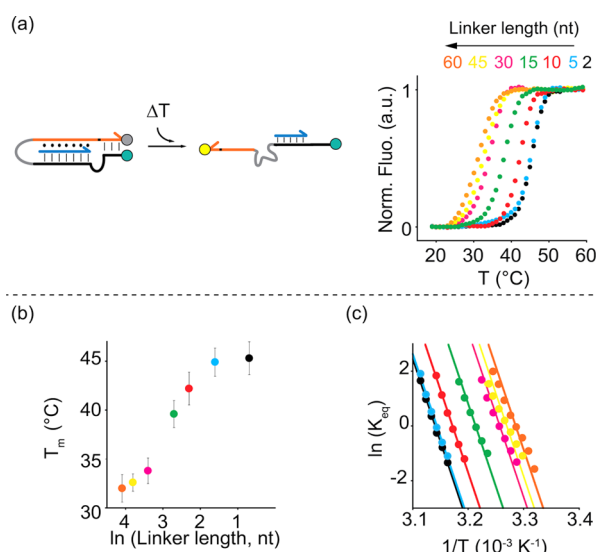 (a)
Linker length (nt)
60 45 30 15 10 5 2
ΔT
Norm. Fluo. (a.u.)
1
0
20 30 40 50 60
T (°C)
(b)
(c)
Tm (°C)
45
40
35
30
4 3 2 1
ln (Linker length, nt)
ln (Keq)
2
0
-2
3.1 3.2 3.3 3.4
1/T (10-3 K-1)